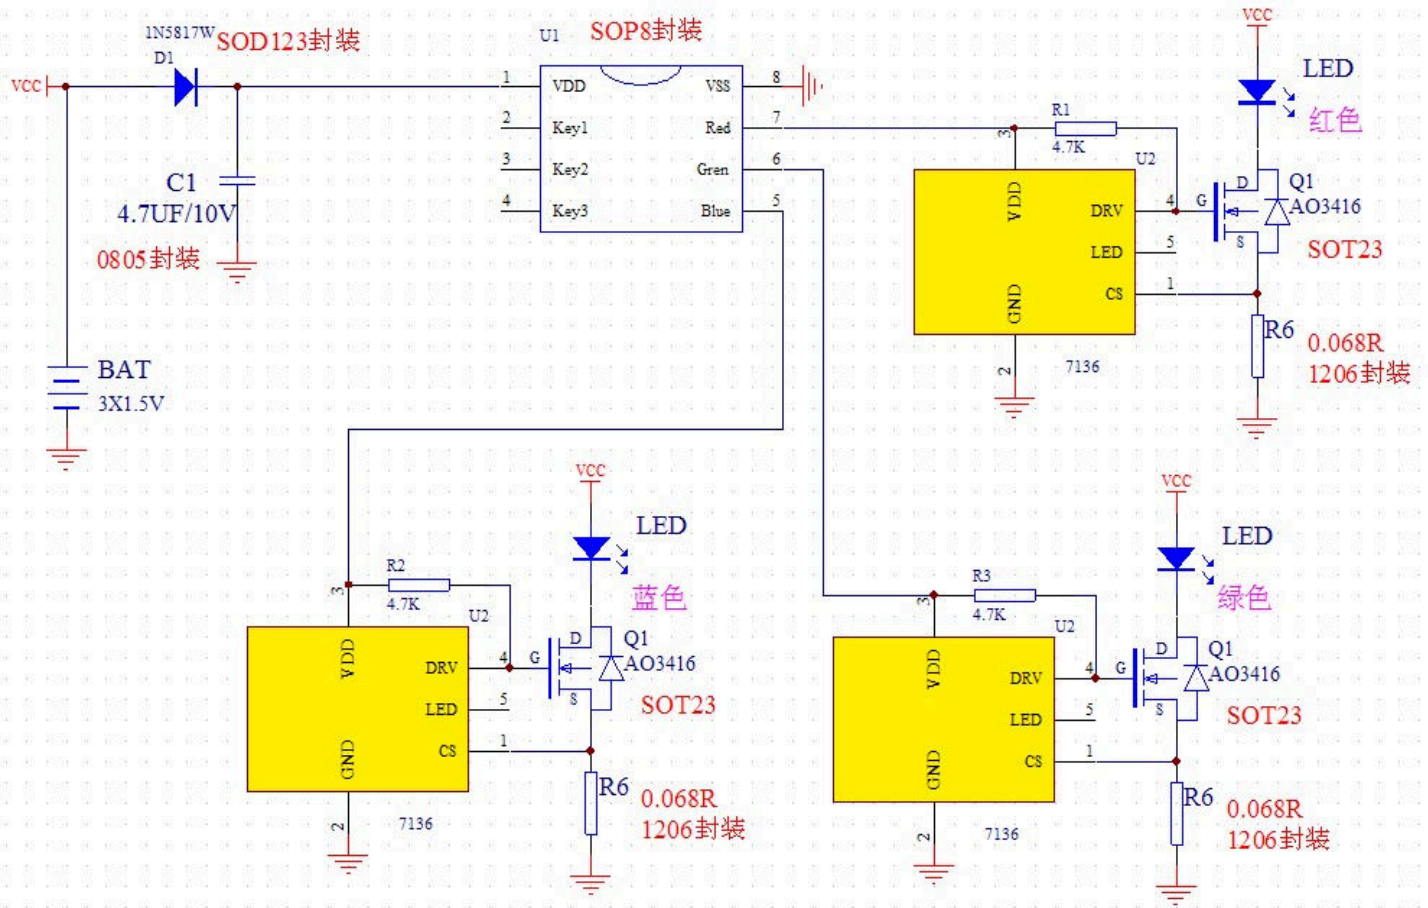 VCC
1N5817W
D1
SOD123封装
C1
4.7UF/10V
0805封装
BAT
3X1.5V
U1
SOP8封装
1
VDD
VSS
8
2
Key1
Red
7
3
Key2
Gren
6
4
Key3
Blue
5
VCC
LED
红色
R1
4.7K
3
U2
VDD
DRV
4
LED
5
CS
1
GND
2
7136
G
D
S
Q1
AO3416
SOT23
R6
0.068R
1206封装
VCC
LED
蓝色
R2
4.7K
3
U2
VDD
DRV
4
LED
5
CS
1
GND
2
7136
G
D
S
Q1
AO3416
SOT23
R6
0.068R
1206封装
VCC
LED
绿色
R3
4.7K
3
U2
VDD
DRV
4
LED
5
CS
1
GND
2
7136
G
D
S
Q1
AO3416
SOT23
R6
0.068R
1206封装